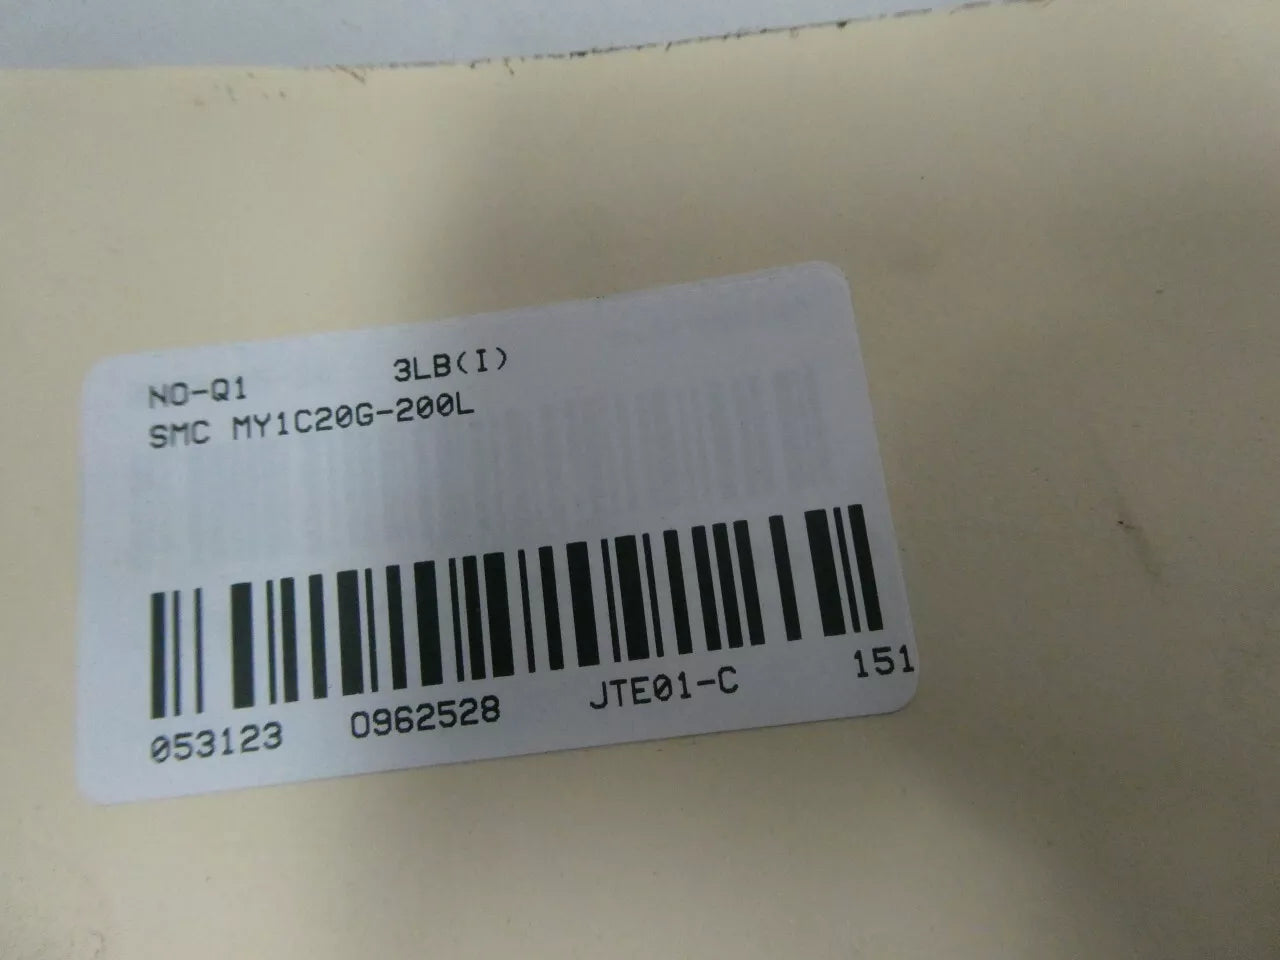 NO-Q1 3LB(I)
SMC MY1C20G-200L
053123 0962528 JTE01-C 151